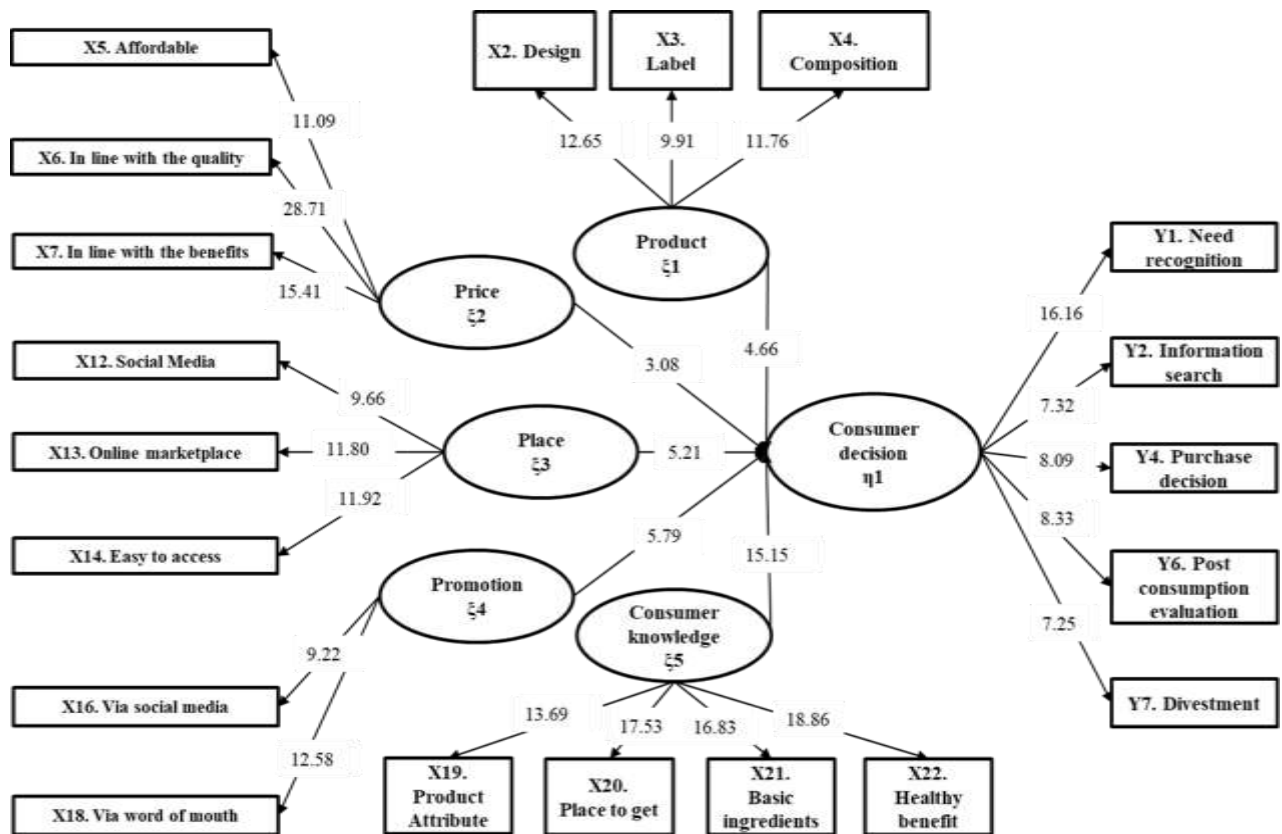 X5. Affordable
X2. Design
X3.
Label
X4.
Composition
11.09
12.65
9.91
11.76
X6. In line with the quality
28.71
X7. In line with the benefits
15.41
Price
ξ2
Product
ξ1
Y1. Need
recognition
16.16
X12. Social Media
9.66
3.08
4.66
Y2. Information
search
7.32
X13. Online marketplace
11.80
Place
ξ3
5.21
Consumer
decision
η1
8.09
Y4. Purchase
decision
11.92
X14. Easy to access
5.79
15.15
8.33
Y6. Post
consumption
evaluation
Promotion
ξ4
Consumer
knowledge
ξ5
7.25
9.22
X16. Via social media
Y7. Divestment
12.58
13.69
17.53
16.83
18.86
X18. Via word of mouth
X19.
Product
Attribute
X20.
Place to get
X21.
Basic
ingredients
X22.
Healthy
benefit